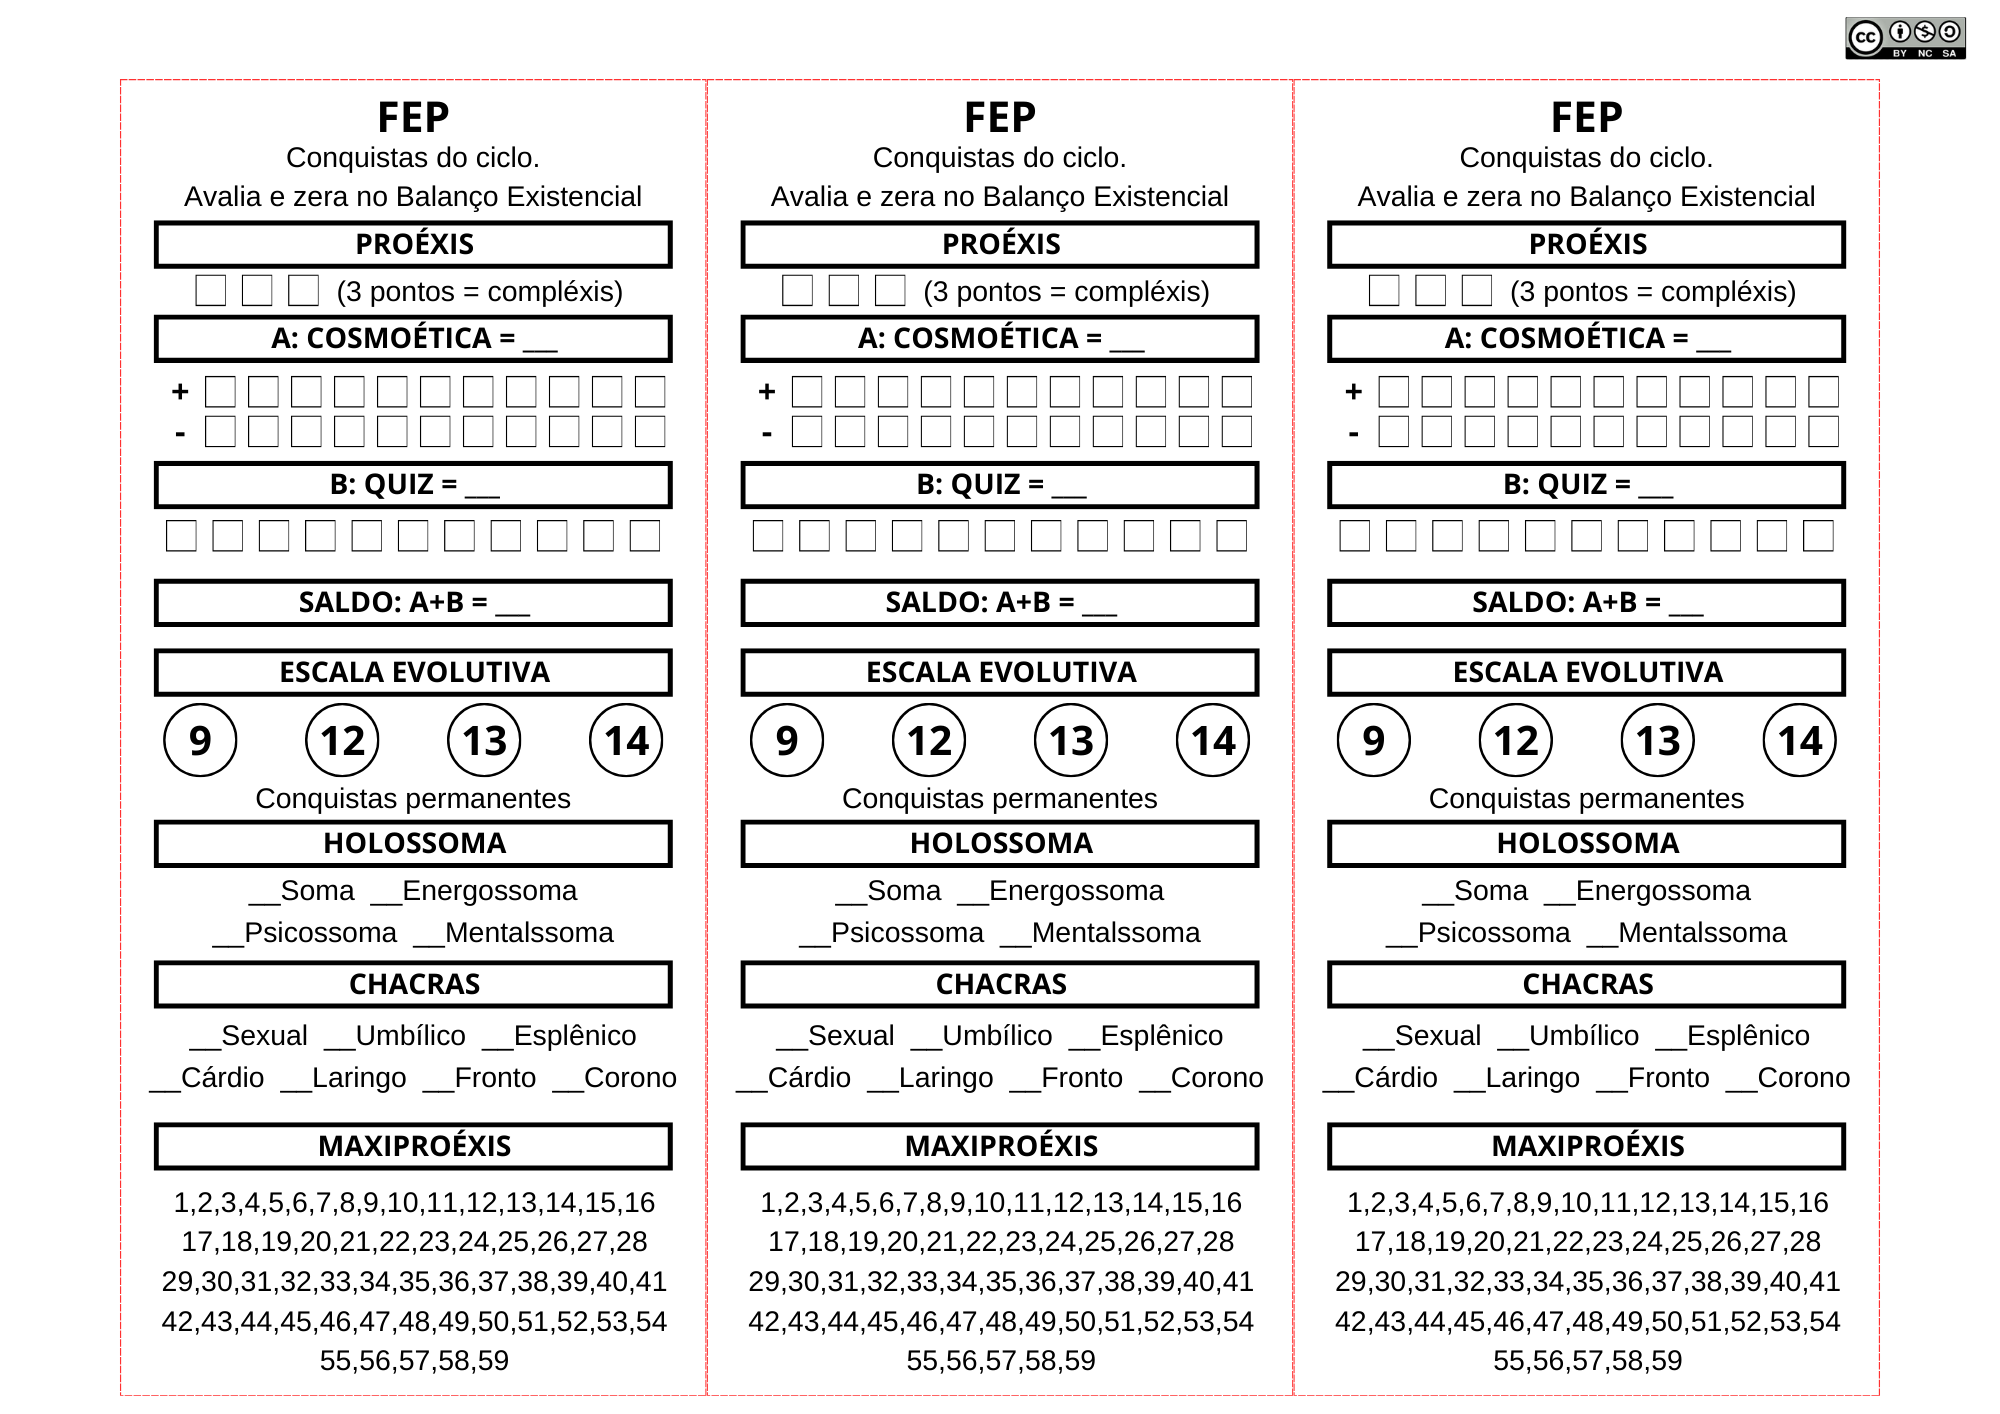 cc BY NC SA
FEP
Conquistas do ciclo.
Avalia e zera no Balanço Existencial
PROÉXIS
(3 pontos = compléxis)
A: COSMOÉTICA = ___
+
-
B: QUIZ = ___
SALDO: A+B = ___
ESCALA EVOLUTIVA
9 12 13 14
Conquistas permanentes
HOLOSSOMA
__Soma __Energossoma
__Psicossoma __Mentalssoma
CHACRAS
__Sexual __Umbílico __Esplênico
__Cárdio __Laringo __Fronto __Corono
MAXIPROÉXIS
1,2,3,4,5,6,7,8,9,10,11,12,13,14,15,16
17,18,19,20,21,22,23,24,25,26,27,28
29,30,31,32,33,34,35,36,37,38,39,40,41
42,43,44,45,46,47,48,49,50,51,52,53,54
55,56,57,58,59
FEP
Conquistas do ciclo.
Avalia e zera no Balanço Existencial
PROÉXIS
(3 pontos = compléxis)
A: COSMOÉTICA = ___
+
-
B: QUIZ = ___
SALDO: A+B = ___
ESCALA EVOLUTIVA
9 12 13 14
Conquistas permanentes
HOLOSSOMA
__Soma __Energossoma
__Psicossoma __Mentalssoma
CHACRAS
__Sexual __Umbílico __Esplênico
__Cárdio __Laringo __Fronto __Corono
MAXIPROÉXIS
1,2,3,4,5,6,7,8,9,10,11,12,13,14,15,16
17,18,19,20,21,22,23,24,25,26,27,28
29,30,31,32,33,34,35,36,37,38,39,40,41
42,43,44,45,46,47,48,49,50,51,52,53,54
55,56,57,58,59
FEP
Conquistas do ciclo.
Avalia e zera no Balanço Existencial
PROÉXIS
(3 pontos = compléxis)
A: COSMOÉTICA = ___
+
-
B: QUIZ = ___
SALDO: A+B = ___
ESCALA EVOLUTIVA
9 12 13 14
Conquistas permanentes
HOLOSSOMA
__Soma __Energossoma
__Psicossoma __Mentalssoma
CHACRAS
__Sexual __Umbílico __Esplênico
__Cárdio __Laringo __Fronto __Corono
MAXIPROÉXIS
1,2,3,4,5,6,7,8,9,10,11,12,13,14,15,16
17,18,19,20,21,22,23,24,25,26,27,28
29,30,31,32,33,34,35,36,37,38,39,40,41
42,43,44,45,46,47,48,49,50,51,52,53,54
55,56,57,58,59